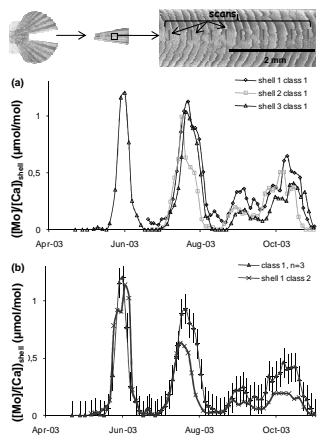 scans
2 mm
(a)
shell 1 class 1
shell 2 class 1
shell 3 class 1
([Mo]/[Ca])shell (μmol/mol)
1
0,5
0
Apr-03 Jun-03 Aug-03 Oct-03
(b)
class 1, n=3
shell 1 class 2
([Mo]/[Ca])shell (μmol/mol)
1
,5
0
Apr-03 Jun-03 Aug-03 Oct-03